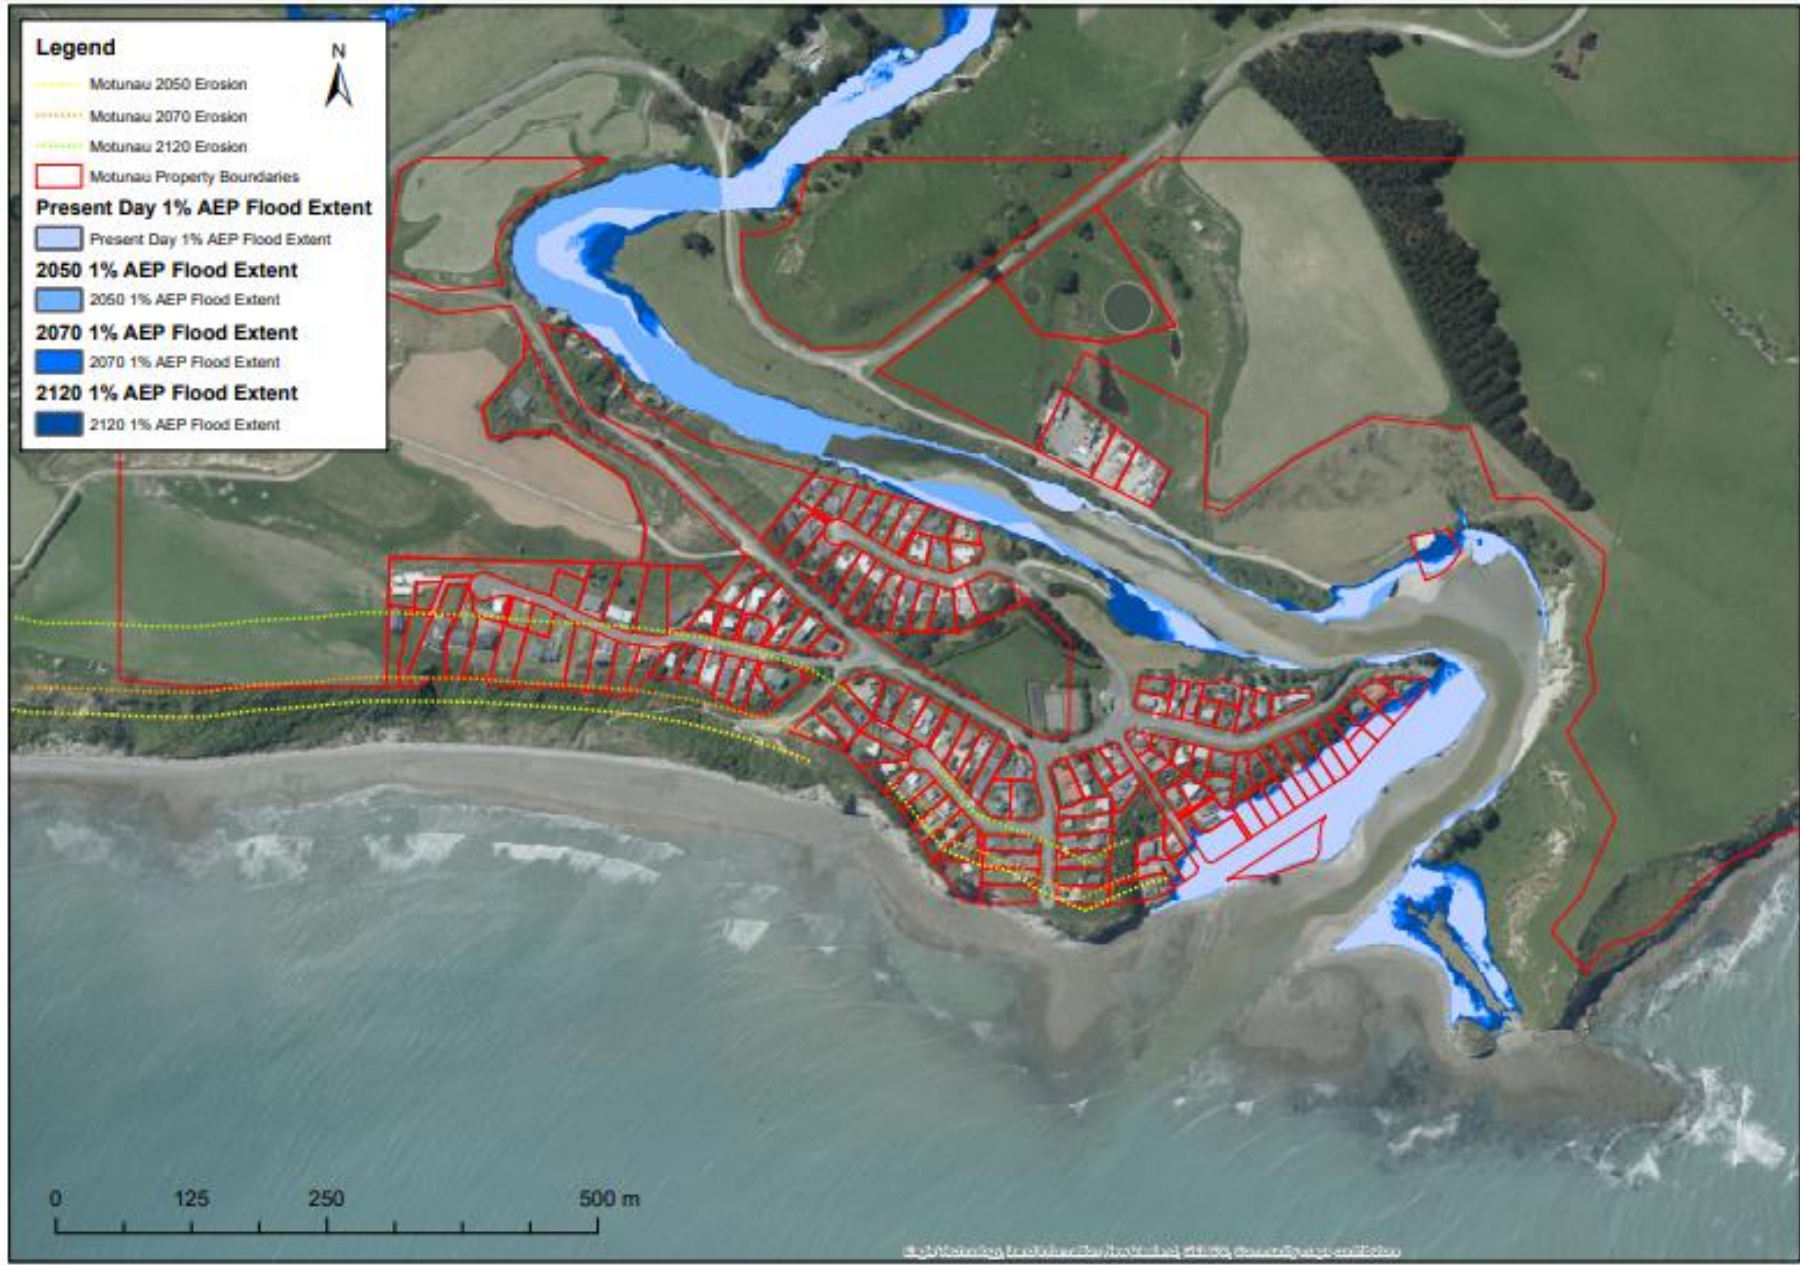 Legend
N
Motunau 2050 Erosion
Motunau 2070 Erosion
Motunau 2120 Erosion
Motunau Property Boundaries
Present Day 1% AEP Flood Extent
Present Day 1% AEP Flood Extent
2050 1% AEP Flood Extent
2050 1% AEP Flood Extent
2070 1% AEP Flood Extent
2070 1% AEP Flood Extent
2120 1% AEP Flood Extent
2120 1% AEP Flood Extent
0 125 250 500 m